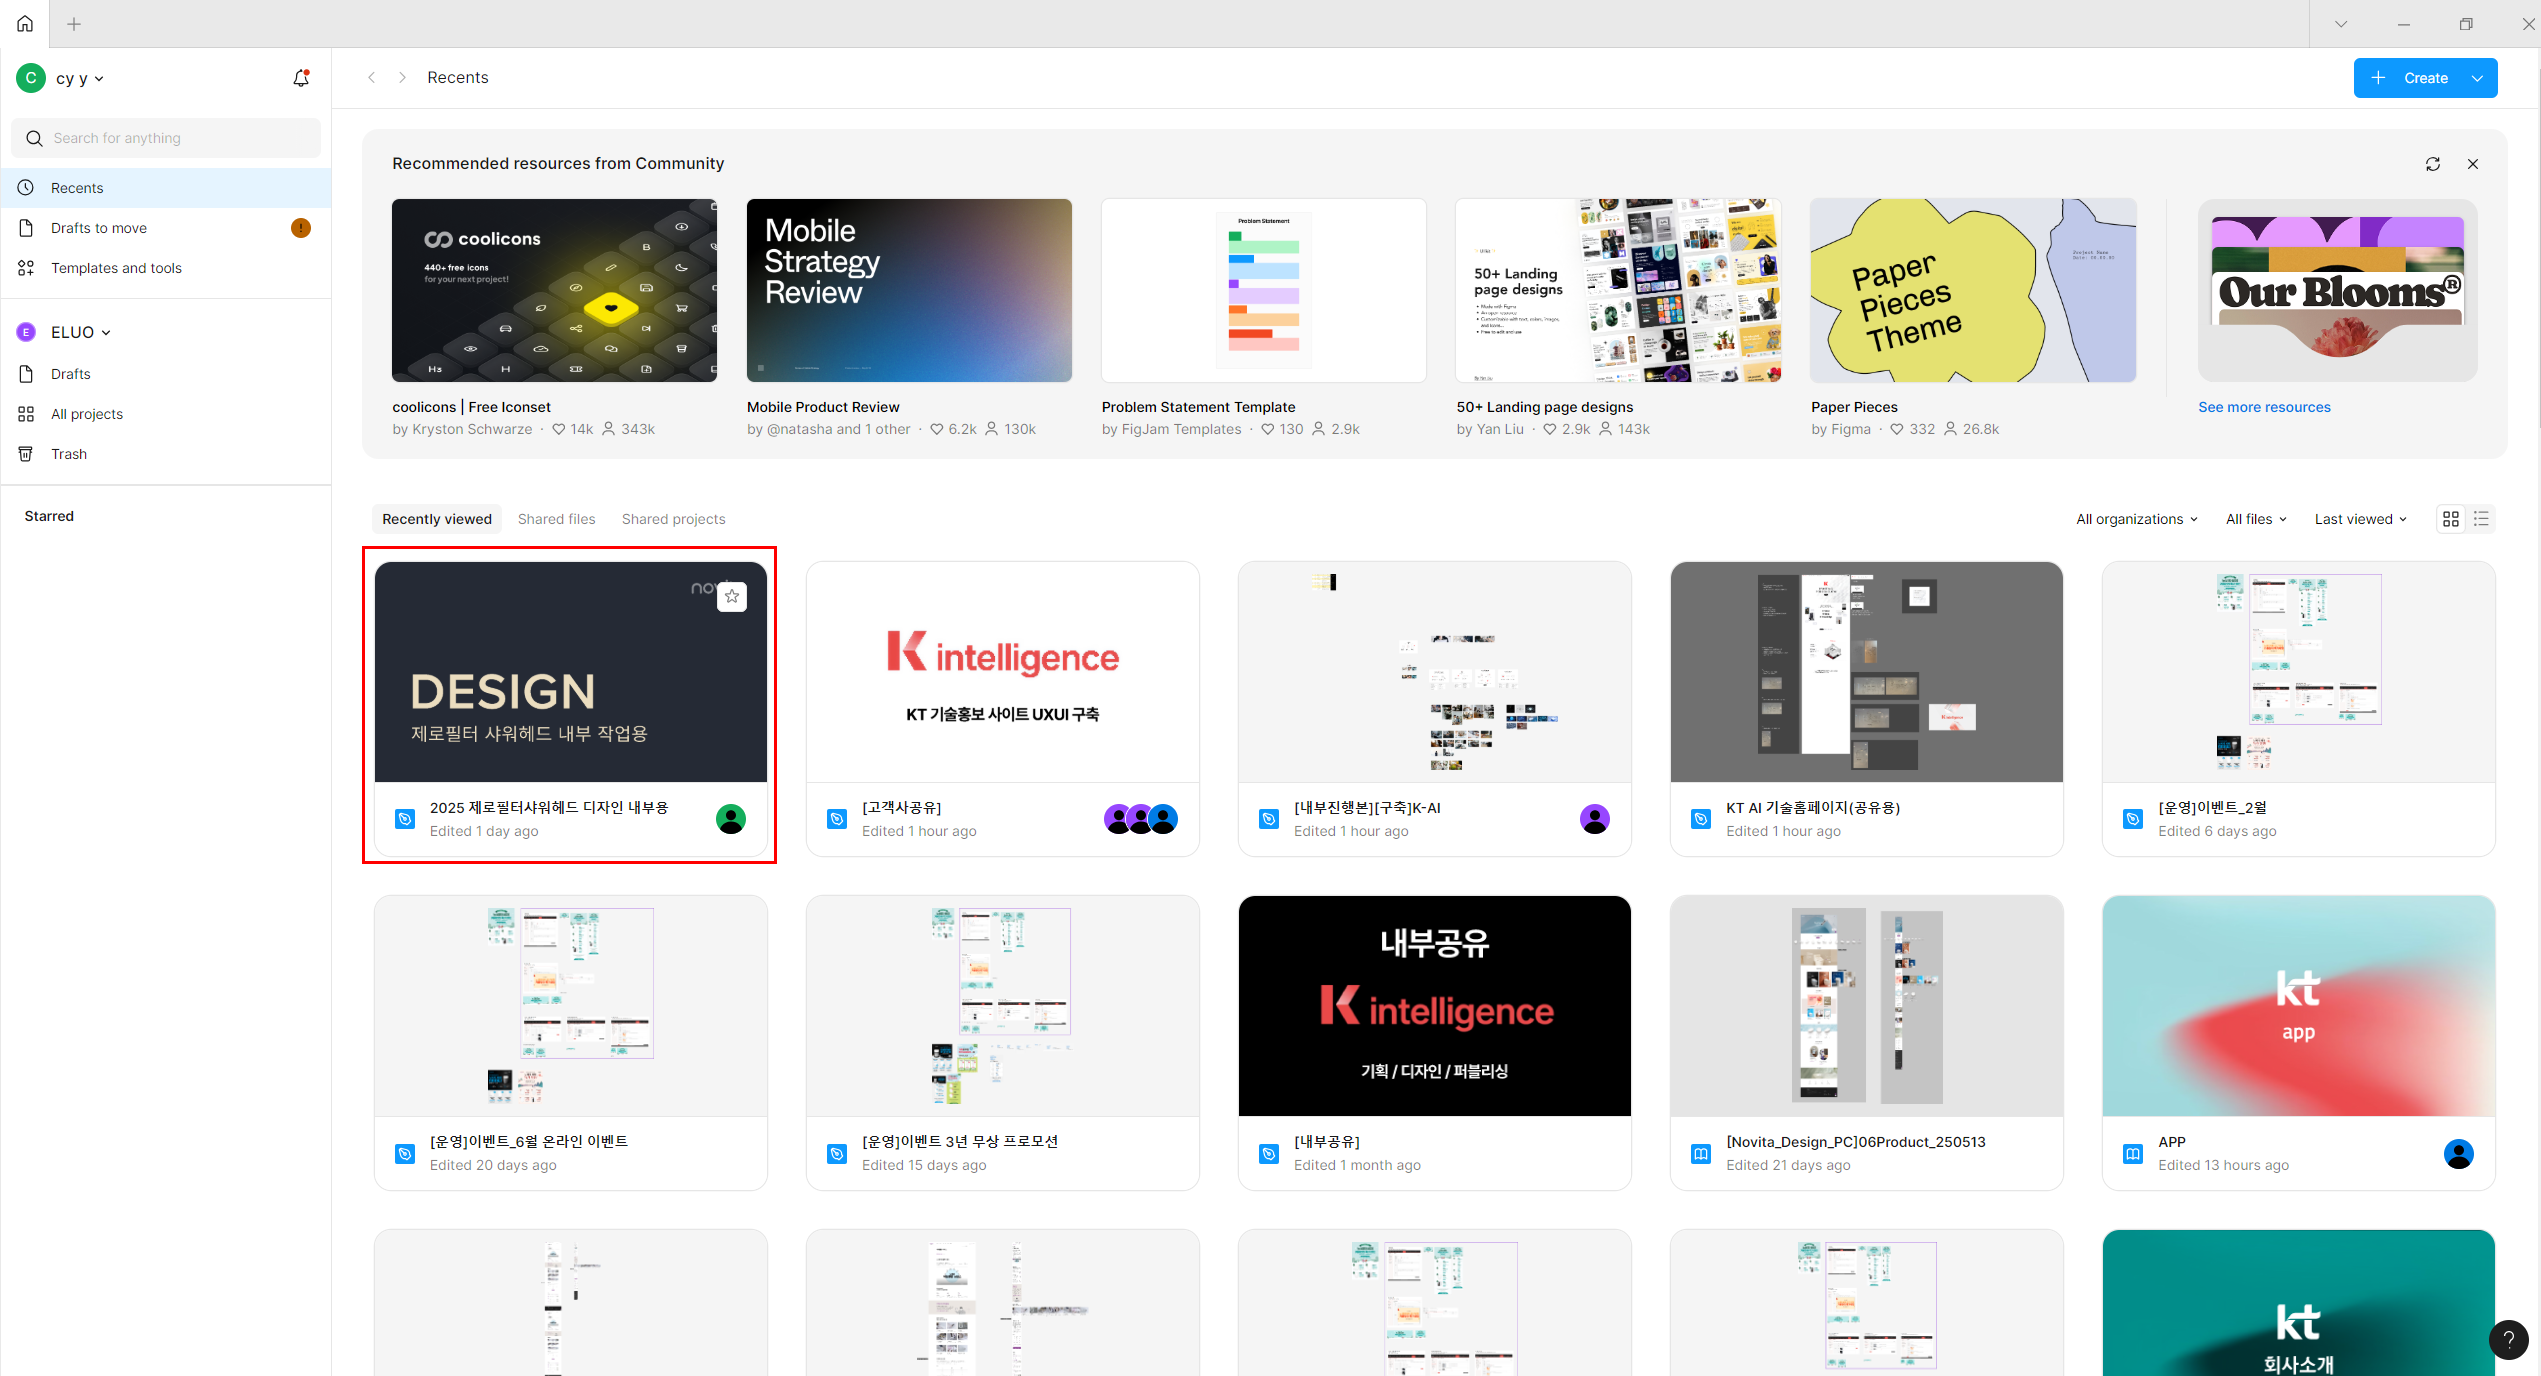 cy y
Recents
Create
Search for anything
Recents
Drafts to move
Templates and tools
ELUO
Drafts
All projects
Trash
Starred
Recommended resources from Community
coolicons
440+ free icons
for your next project!
coolicons | Free Iconset
by Kryston Schwarze · 14k 343k
Mobile
Strategy
Review
Mobile Product Review
by @natasha and 1 other · 6.2k 130k
Problem Statement
Problem Statement Template
by FigJam Templates · 130 2.9k
50+ Landing
page designs
50+ Landing page designs
by Yan Liu · 2.9k 143k
Paper
Pieces
Theme
Project Name
Paper Pieces
by Figma · 332 26.8k
Our Blooms®
See more resources
Recently viewed
Shared files
Shared projects
All organizations
All files
Last viewed
DESIGN
제로필터 샤워헤드 내부 작업용
2025 제로필터샤워헤드 디자인 내부용
Edited 1 day ago
K intelligence
KT 기술홍보 사이트 UXUI 구축
[고객사공유]
Edited 1 hour ago
[내부진행본][구축]K-AI
Edited 1 hour ago
KT AI 기술홈페이지(공유용)
Edited 1 hour ago
[운영]이벤트_2월
Edited 6 days ago
[운영]이벤트_6월 온라인 이벤트
Edited 20 days ago
[운영]이벤트 3년 무상 프로모션
Edited 15 days ago
내부공유
K intelligence
기획 / 디자인 / 퍼블리싱
[내부공유]
Edited 1 month ago
[Novita_Design_PC]06Product_250513
Edited 21 days ago
kt
app
APP
Edited 13 hours ago
kt
회사소개